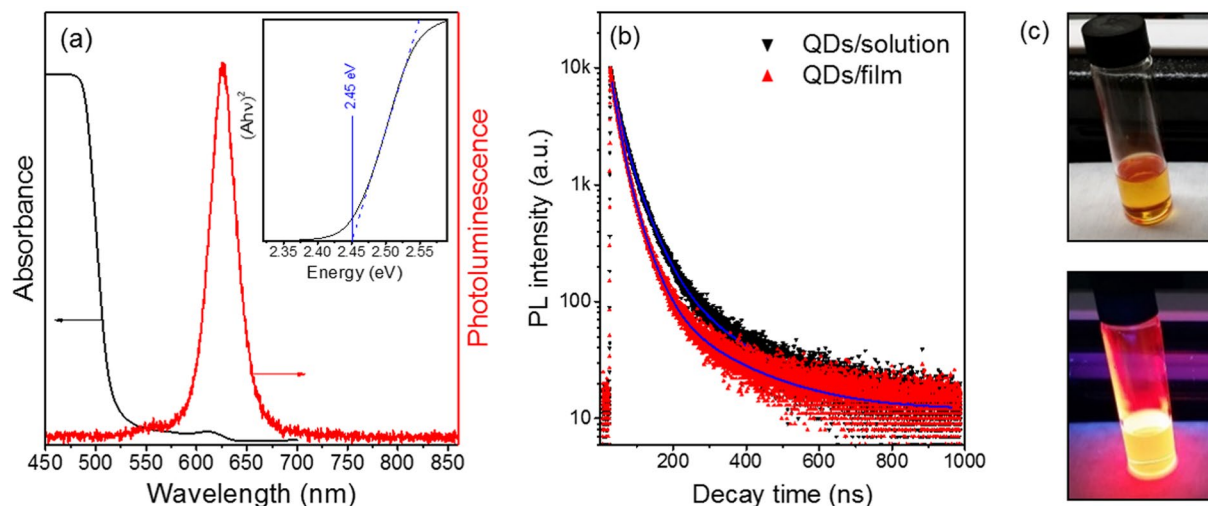 (a)
Absorbance
Photoluminescence
450 500 550 600 650 700 750 800 850
Wavelength (nm)
(Ahν)²
2.45 eV
2.35 2.40 2.45 2.50 2.55
Energy (eV)
(b)
QDs/solution
QDs/film
10k
1k
100
10
PL intensity (a.u.)
200 400 600 800 1000
Decay time (ns)
(c)